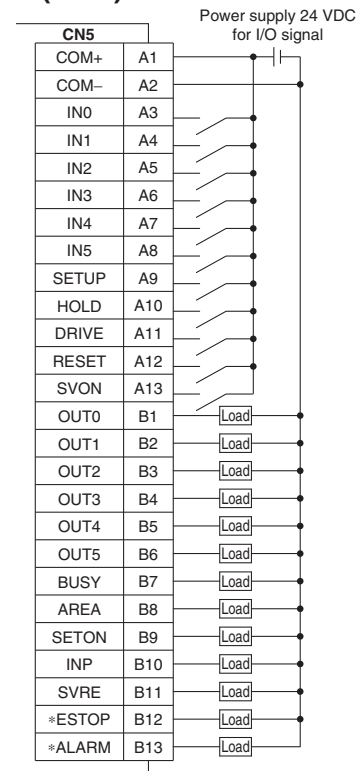 Power supply 24 VDC
for I/O signal
CN5
COM+ A1
COM– A2
IN0 A3
IN1 A4
IN2 A5
IN3 A6
IN4 A7
IN5 A8
SETUP A9
HOLD A10
DRIVE A11
RESET A12
SVON A13
OUT0 B1 Load
OUT1 B2 Load
OUT2 B3 Load
OUT3 B4 Load
OUT4 B5 Load
OUT5 B6 Load
BUSY B7 Load
AREA B8 Load
SETON B9 Load
INP B10 Load
SVRE B11 Load
∗ESTOP B12 Load
∗ALARM B13 Load